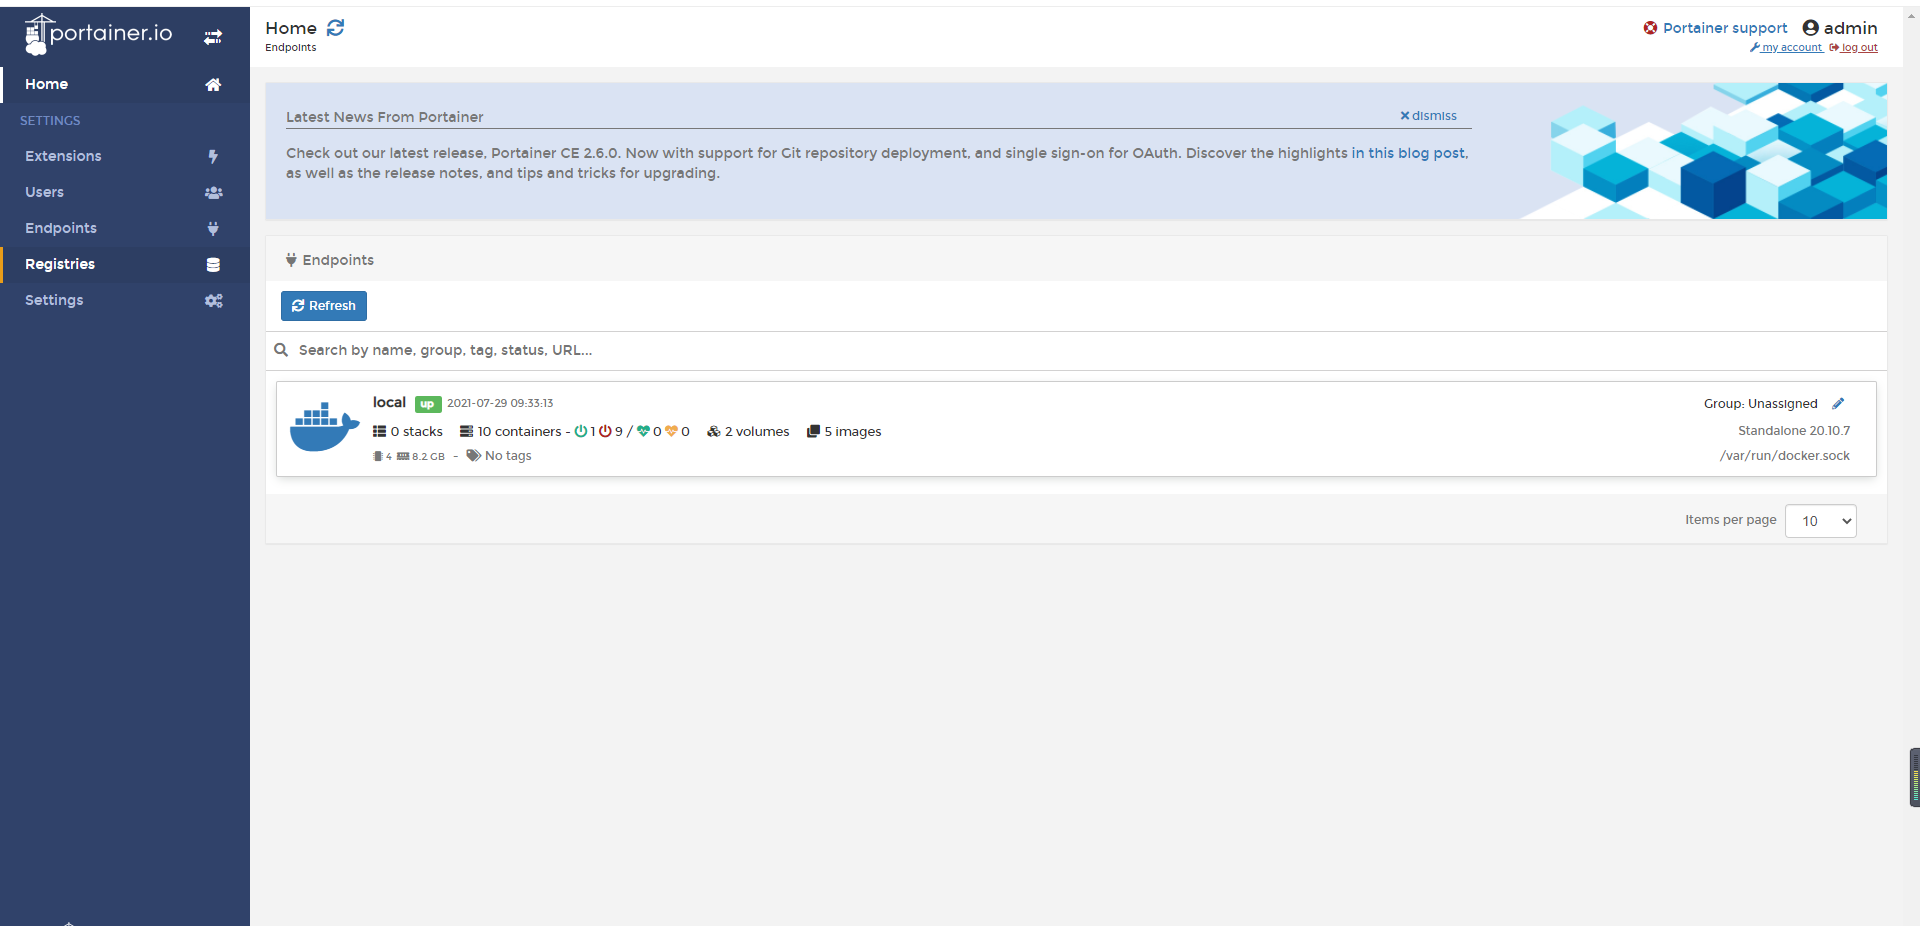 portainer.io
Home
SETTINGS
Extensions
Users
Endpoints
Registries
Settings
Home
Endpoints
Portainer support
admin
my account
log out
Latest News From Portainer
dismiss
Check out our latest release, Portainer CE 2.6.0. Now with support for Git repository deployment, and single sign-on for OAuth. Discover the highlights in this blog post,
as well as the release notes, and tips and tricks for upgrading.
Endpoints
Refresh
Search by name, group, tag, status, URL...
local up 2021-07-29 09:33:13
Group: Unassigned
0 stacks 10 containers - 1 9 / 0 0 2 volumes 5 images
Standalone 20.10.7
4 8.2 GB - No tags
/var/run/docker.sock
Items per page 10